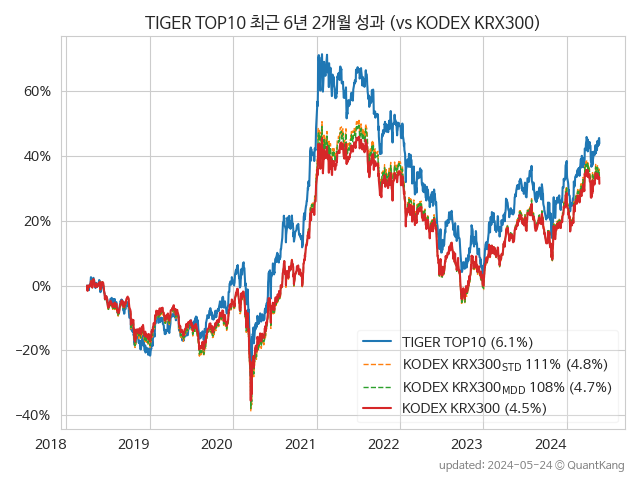 TIGER TOP10 최근 6년 2개월 성과 (vs KODEX KRX300)
60%
40%
20%
0%
−20%
−40%
TIGER TOP10 (6.1%)
KODEX KRX300STD 111% (4.8%)
KODEX KRX300MDD 108% (4.7%)
KODEX KRX300 (4.5%)
2018 2019 2020 2021 2022 2023 2024
updated: 2024-05-24 © QuantKang